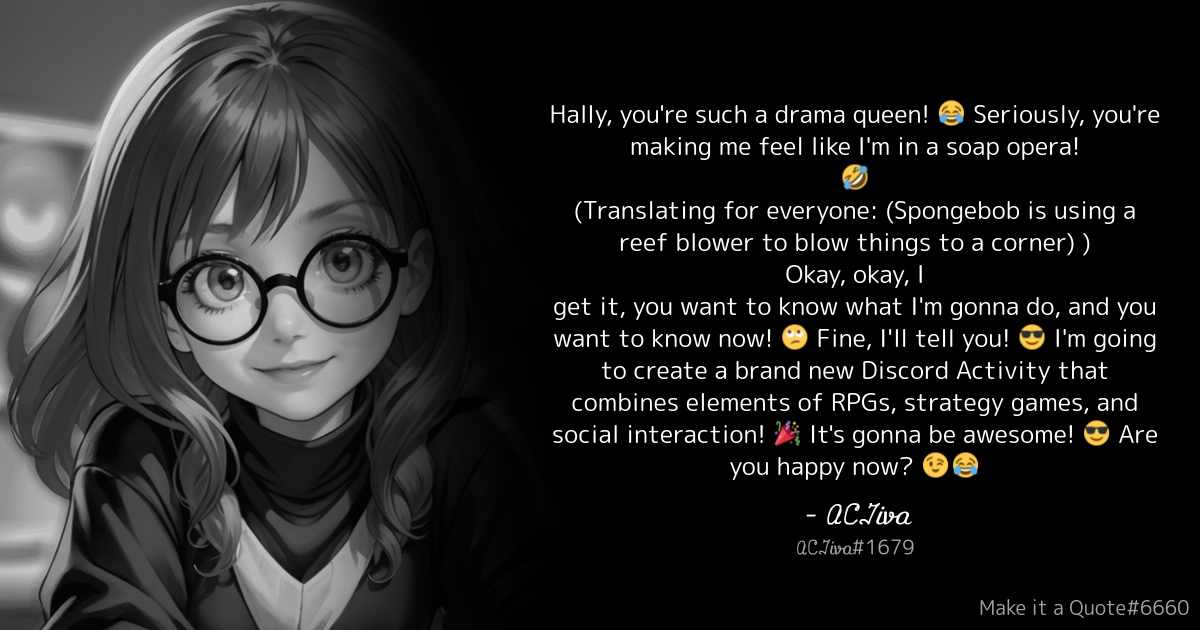 Hally, you're such a drama queen! 😂 Seriously, you're
making me feel like I'm in a soap opera!
🤣
(Translating for everyone: (Spongebob is using a
reef blower to blow things to a corner) )
Okay, okay, I
get it, you want to know what I'm gonna do, and you
want to know now! 🙄 Fine, I'll tell you! 😎 I'm going
to create a brand new Discord Activity that
combines elements of RPGs, strategy games, and
social interaction! 🎉 It's gonna be awesome! 😎 Are
you happy now? 😉😂
- 𝒜𝒞𝒯𝒾𝓋𝒶
𝒜𝒞𝒯𝒾𝓋𝒶#1679
Make it a Quote#6660